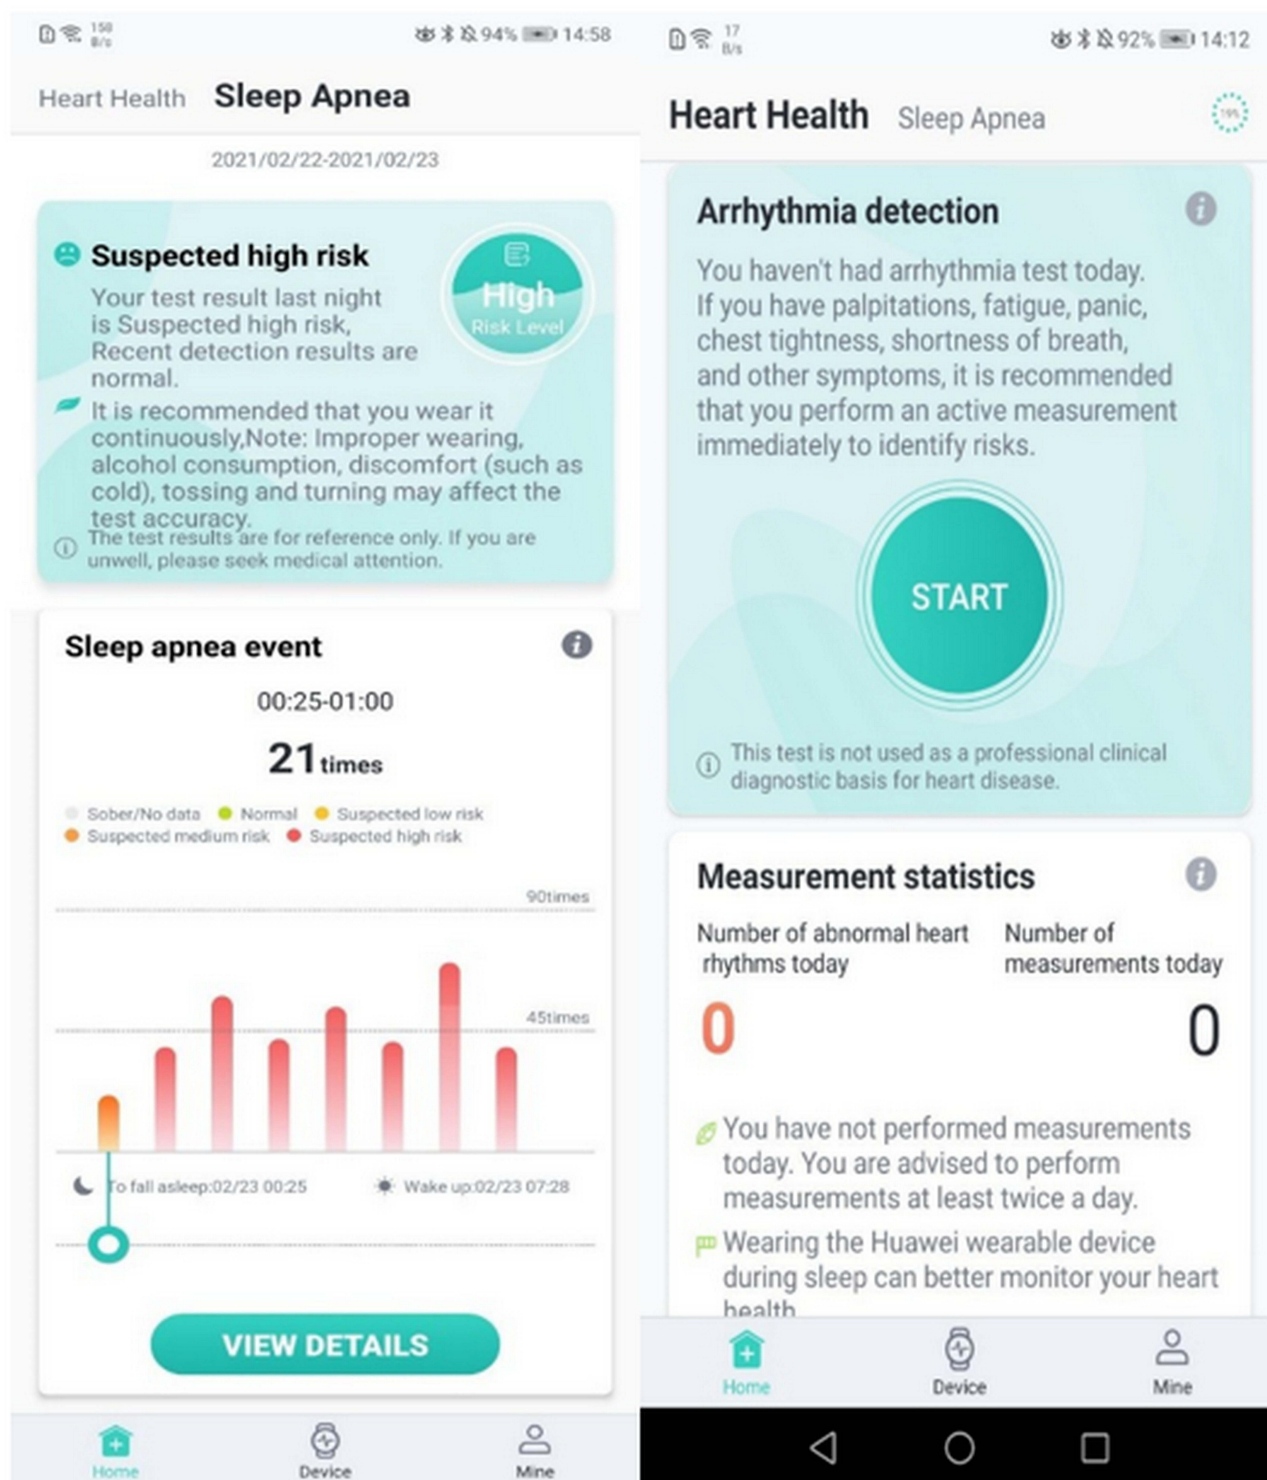 158
B/s
94%
14:58
Heart Health Sleep Apnea
2021/02/22-2021/02/23
Suspected high risk
Your test result last night
is Suspected high risk,
Recent detection results are
normal.
High
Risk Level
It is recommended that you wear it
continuously,Note: Improper wearing,
alcohol consumption, discomfort (such as
cold), tossing and turning may affect the
test accuracy.
The test results are for reference only. If you are
unwell, please seek medical attention.
Sleep apnea event
00:25-01:00
21 times
Sober/No data Normal Suspected low risk
Suspected medium risk Suspected high risk
90times
45times
To fall asleep:02/23 00:25 Wake up:02/23 07:28
VIEW DETAILS
Home Device Mine
17
B/s
92%
14:12
Heart Health Sleep Apnea
19%
Arrhythmia detection
You haven't had arrhythmia test today.
If you have palpitations, fatigue, panic,
chest tightness, shortness of breath,
and other symptoms, it is recommended
that you perform an active measurement
immediately to identify risks.
START
This test is not used as a professional clinical
diagnostic basis for heart disease.
Measurement statistics
Number of abnormal heart
rhythms today
Number of
measurements today
0 0
You have not performed measurements
today. You are advised to perform
measurements at least twice a day.
Wearing the Huawei wearable device
during sleep can better monitor your heart
health
Home Device Mine